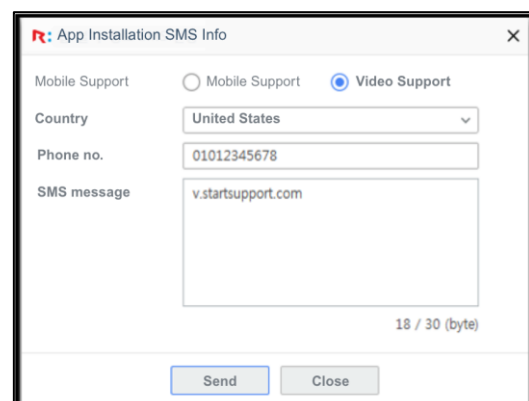 R: App Installation SMS Info
Mobile Support Mobile Support Video Support
Country United States
Phone no. 01012345678
SMS message v.startsupport.com
18 / 30 (byte)
Send Close